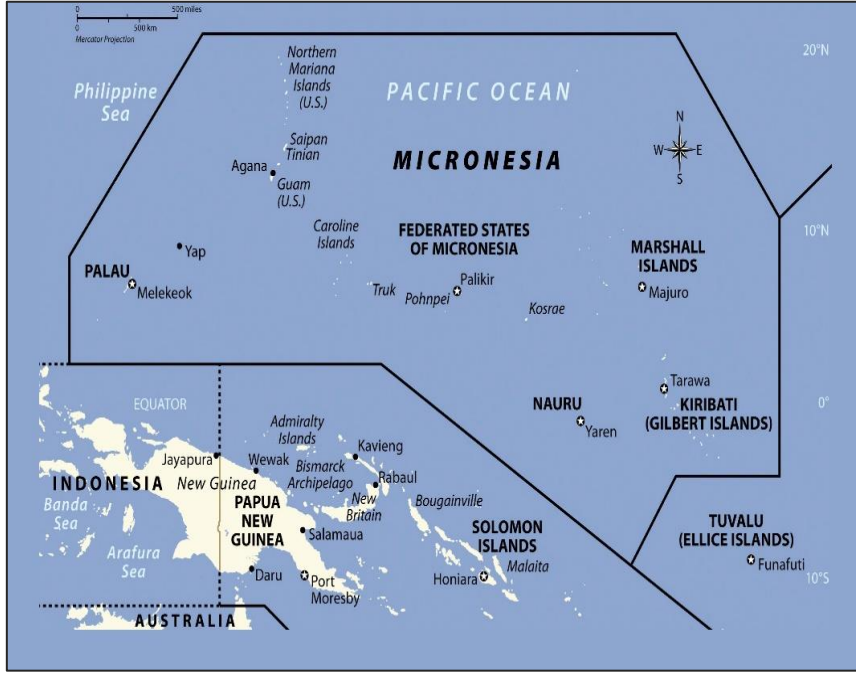 0 500 miles
0 500 km
Mercator Projection
20°N
Northern
Mariana
Islands
(U.S.)
Philippine
Sea
PACIFIC OCEAN
N
W E
S
Saipan
Tinian
MICRONESIA
Agana
Guam
(U.S.)
Caroline
Islands
FEDERATED STATES
OF MICRONESIA
10°N
MARSHALL
ISLANDS
Yap
PALAU
Melekeok
Truk
Pohnpei
Palikir
Kosrae
Majuro
Tarawa
KIRIBATI
(GILBERT ISLANDS)
0°
NAURU
Yaren
EQUATOR
Admiralty
Islands
Kavieng
Jayapura
Wewak
Bismarck
Archipelago
Rabaul
INDONESIA
New Guinea
New
Britain
Bougainville
Banda
Sea
PAPUA
NEW
GUINEA
Salamaua
SOLOMON
ISLANDS
Malaita
TUVALU
(ELLICE ISLANDS)
Funafuti
Arafura
Sea
Daru
Port
Moresby
Honiara
10°S
AUSTRALIA